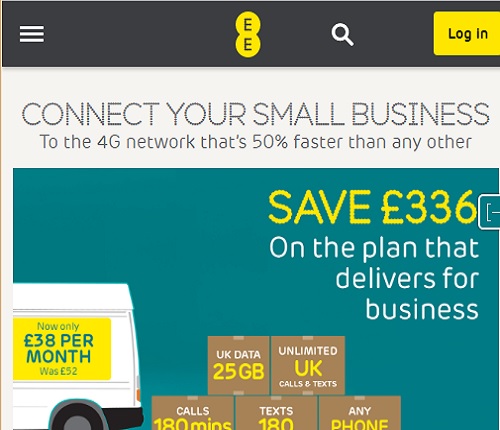 E
E
Log in
CONNECT YOUR SMALL BUSINESS
To the 4G network that's 50% faster than any other
SAVE £336
On the plan that
delivers for
business
Now only
£38 PER
MONTH
Was £52
UK DATA
25GB
UNLIMITED
UK
CALLS & TEXTS
CALLS
180 mins
TEXTS
180
ANY
PHONE